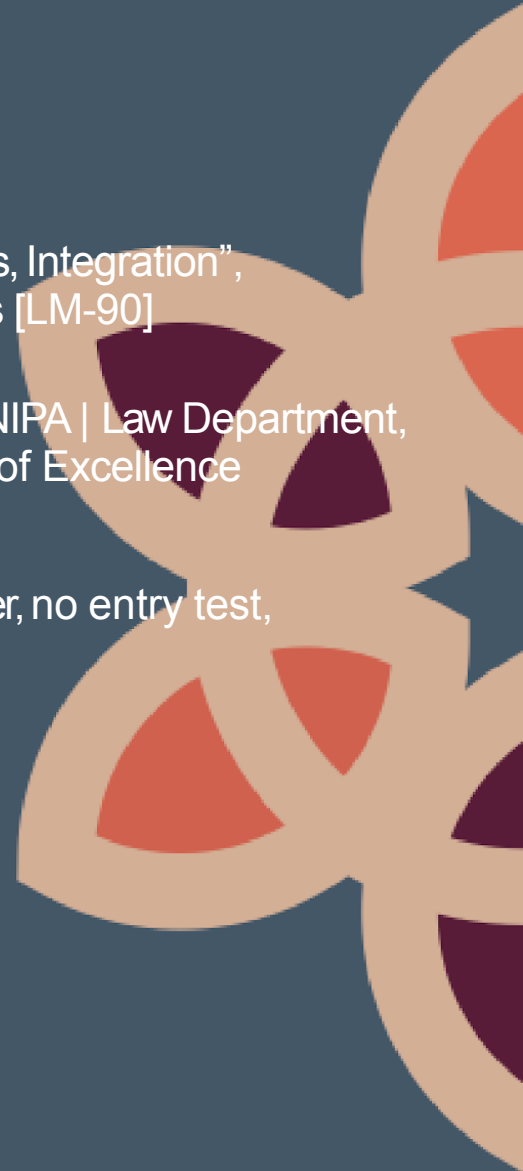 s, Integration”,
s [LM-90]
NIPA | Law Department,
of Excellence
er, no entry test,